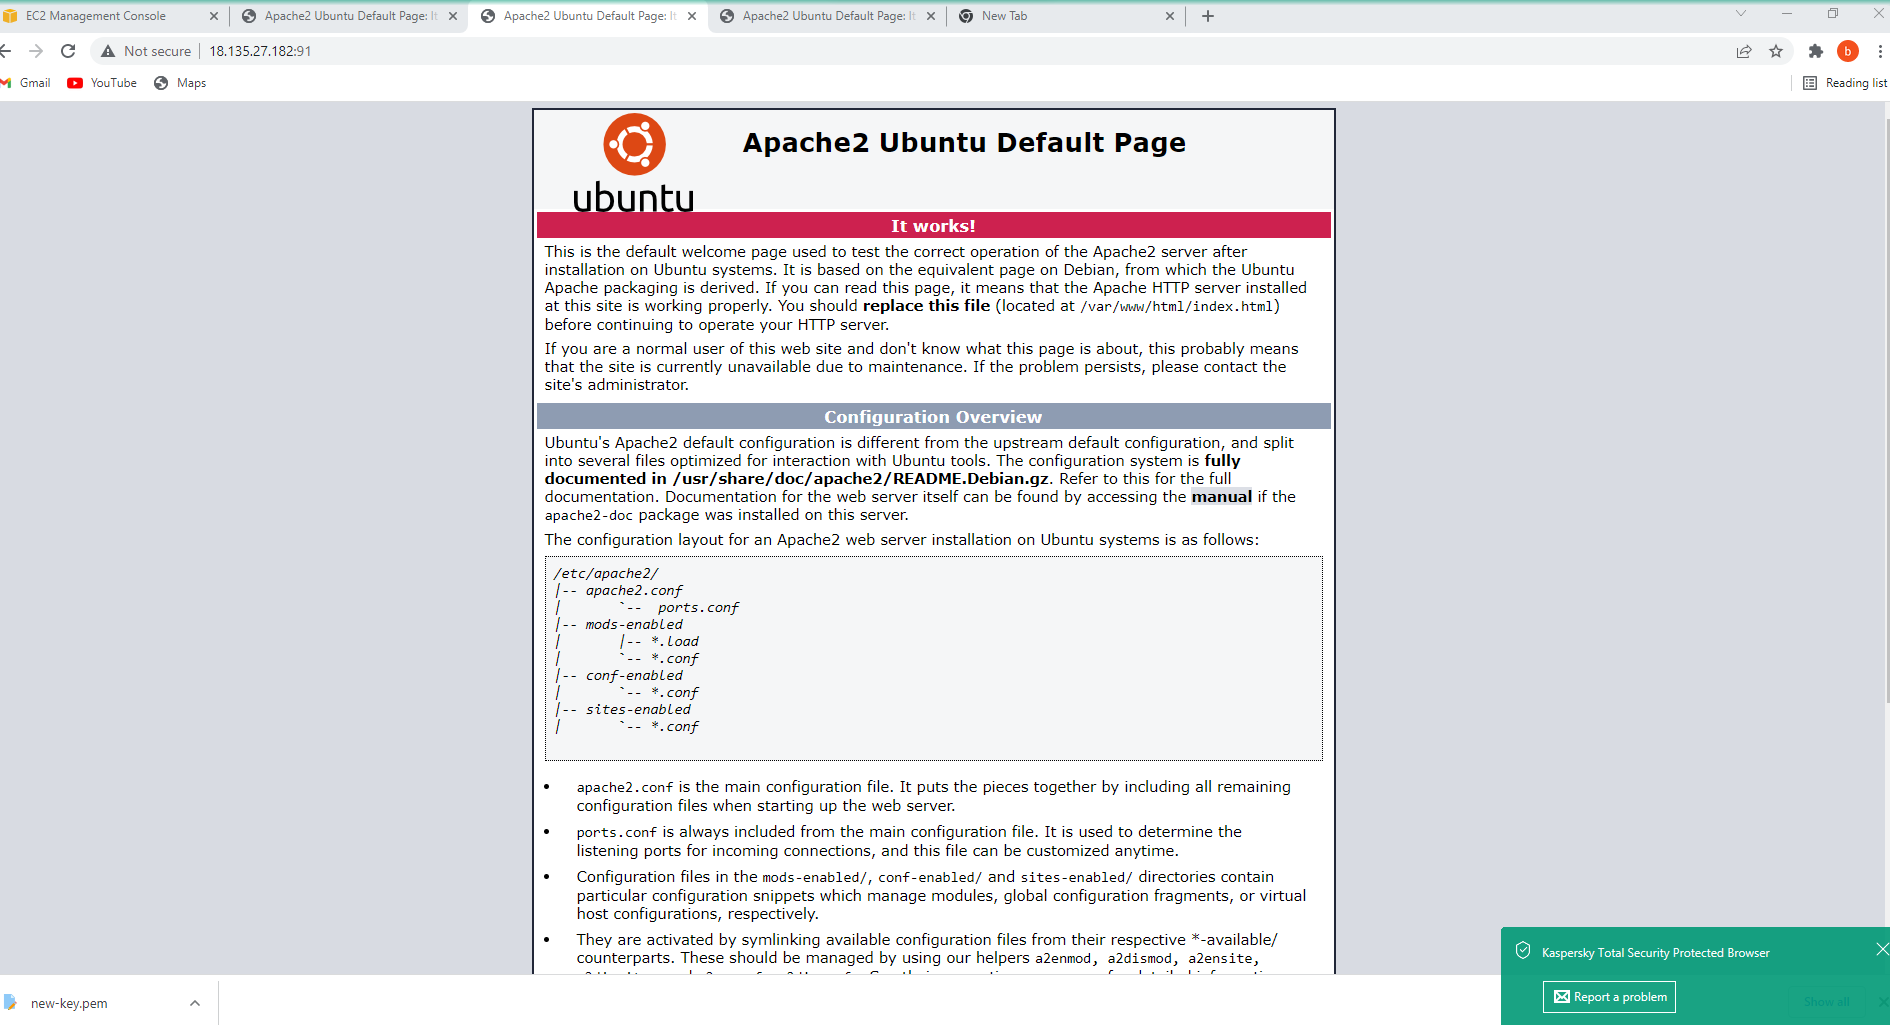 EC2 Management Console
Apache2 Ubuntu Default Page: It
Apache2 Ubuntu Default Page: It
Apache2 Ubuntu Default Page: It
New Tab
Not secure
18.135.27.182:91
b
Gmail
YouTube
Maps
Reading list
ubuntu
Apache2 Ubuntu Default Page
It works!
This is the default welcome page used to test the correct operation of the Apache2 server after
installation on Ubuntu systems. It is based on the equivalent page on Debian, from which the Ubuntu
Apache packaging is derived. If you can read this page, it means that the Apache HTTP server installed
at this site is working properly. You should replace this file (located at /var/www/html/index.html)
before continuing to operate your HTTP server.
If you are a normal user of this web site and don't know what this page is about, this probably means
that the site is currently unavailable due to maintenance. If the problem persists, please contact the
site's administrator.
Configuration Overview
Ubuntu's Apache2 default configuration is different from the upstream default configuration, and split
into several files optimized for interaction with Ubuntu tools. The configuration system is fully
documented in /usr/share/doc/apache2/README.Debian.gz. Refer to this for the full
documentation. Documentation for the web server itself can be found by accessing the manual if the
apache2-doc package was installed on this server.
The configuration layout for an Apache2 web server installation on Ubuntu systems is as follows:
/etc/apache2/
|-- apache2.conf
|       `--  ports.conf
|-- mods-enabled
|       |-- *.load
|       `-- *.conf
|-- conf-enabled
|       `-- *.conf
|-- sites-enabled
|       `-- *.conf
• apache2.conf is the main configuration file. It puts the pieces together by including all remaining
configuration files when starting up the web server.
• ports.conf is always included from the main configuration file. It is used to determine the
listening ports for incoming connections, and this file can be customized anytime.
• Configuration files in the mods-enabled/, conf-enabled/ and sites-enabled/ directories contain
particular configuration snippets which manage modules, global configuration fragments, or virtual
host configurations, respectively.
• They are activated by symlinking available configuration files from their respective *-available/
counterparts. These should be managed by using our helpers a2enmod, a2dismod, a2ensite,
Kaspersky Total Security Protected Browser
Report a problem
Show all
new-key.pem